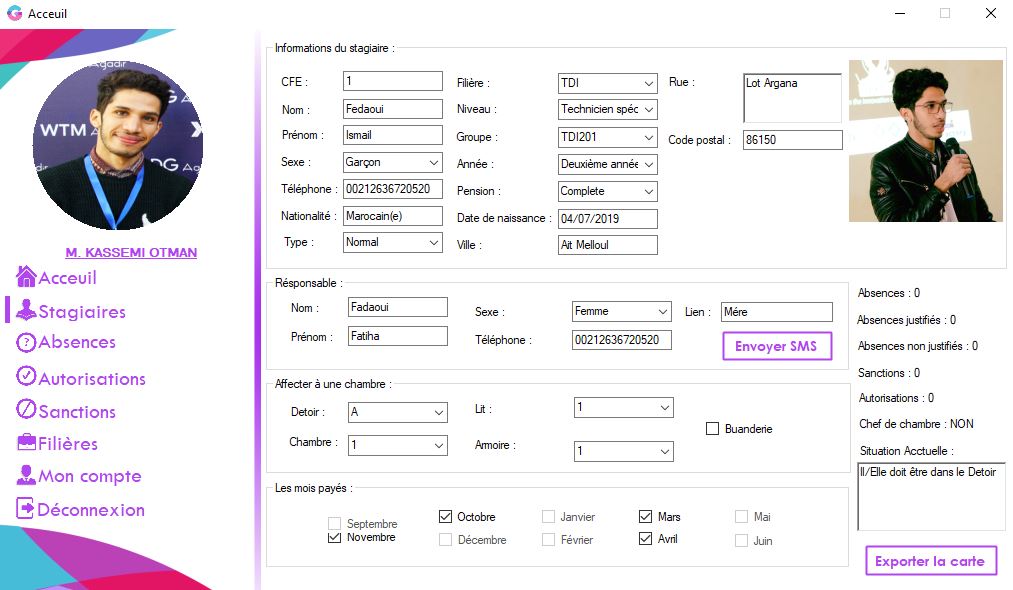 Acceuil
Agadir
WTM
DG Agadir
M. KASSEMI OTMAN
Acceuil
Stagiaires
Absences
Autorisations
Sanctions
Filières
Mon compte
Déconnexion
Informations du stagiaire :
CFE : 1
Nom : Fedaoui
Prénom : Ismail
Sexe : Garçon
Téléphone : 00212636720520
Nationalité : Marocain(e)
Type : Normal
Filière : TDI
Niveau : Technicien spéc
Groupe : TDI201
Année : Deuxième année
Pension : Complete
Date de naissance : 04/07/2019
Ville : Ait Melloul
Rue : Lot Argana
Code postal : 86150
Résponsable :
Nom : Fadaoui
Prénom : Fatiha
Sexe : Femme
Téléphone : 00212636720520
Lien : Mére
Envoyer SMS
Affecter à une chambre :
Detoir : A
Chambre : 1
Lit : 1
Armoire : 1
Buanderie
Les mois payés :
Septembre
Novembre
Octobre
Décembre
Janvier
Février
Mars
Avril
Mai
Juin
Absences : 0
Absences justifiés : 0
Absences non justifiés : 0
Sanctions : 0
Autorisations : 0
Chef de chambre : NON
Situation Acctuelle :
Il/Elle doit être dans le Detoir
Exporter la carte